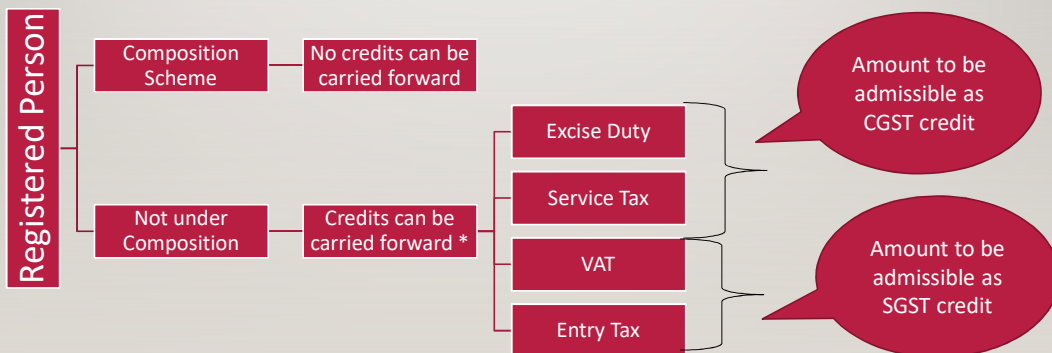 Registered Person
Composition
Scheme
No credits can be
carried forward
Not under
Composition
Credits can be
carried forward *
Excise Duty
Service Tax
VAT
Entry Tax
Amount to be
admissible as
CGST credit
Amount to be
admissible as
SGST credit